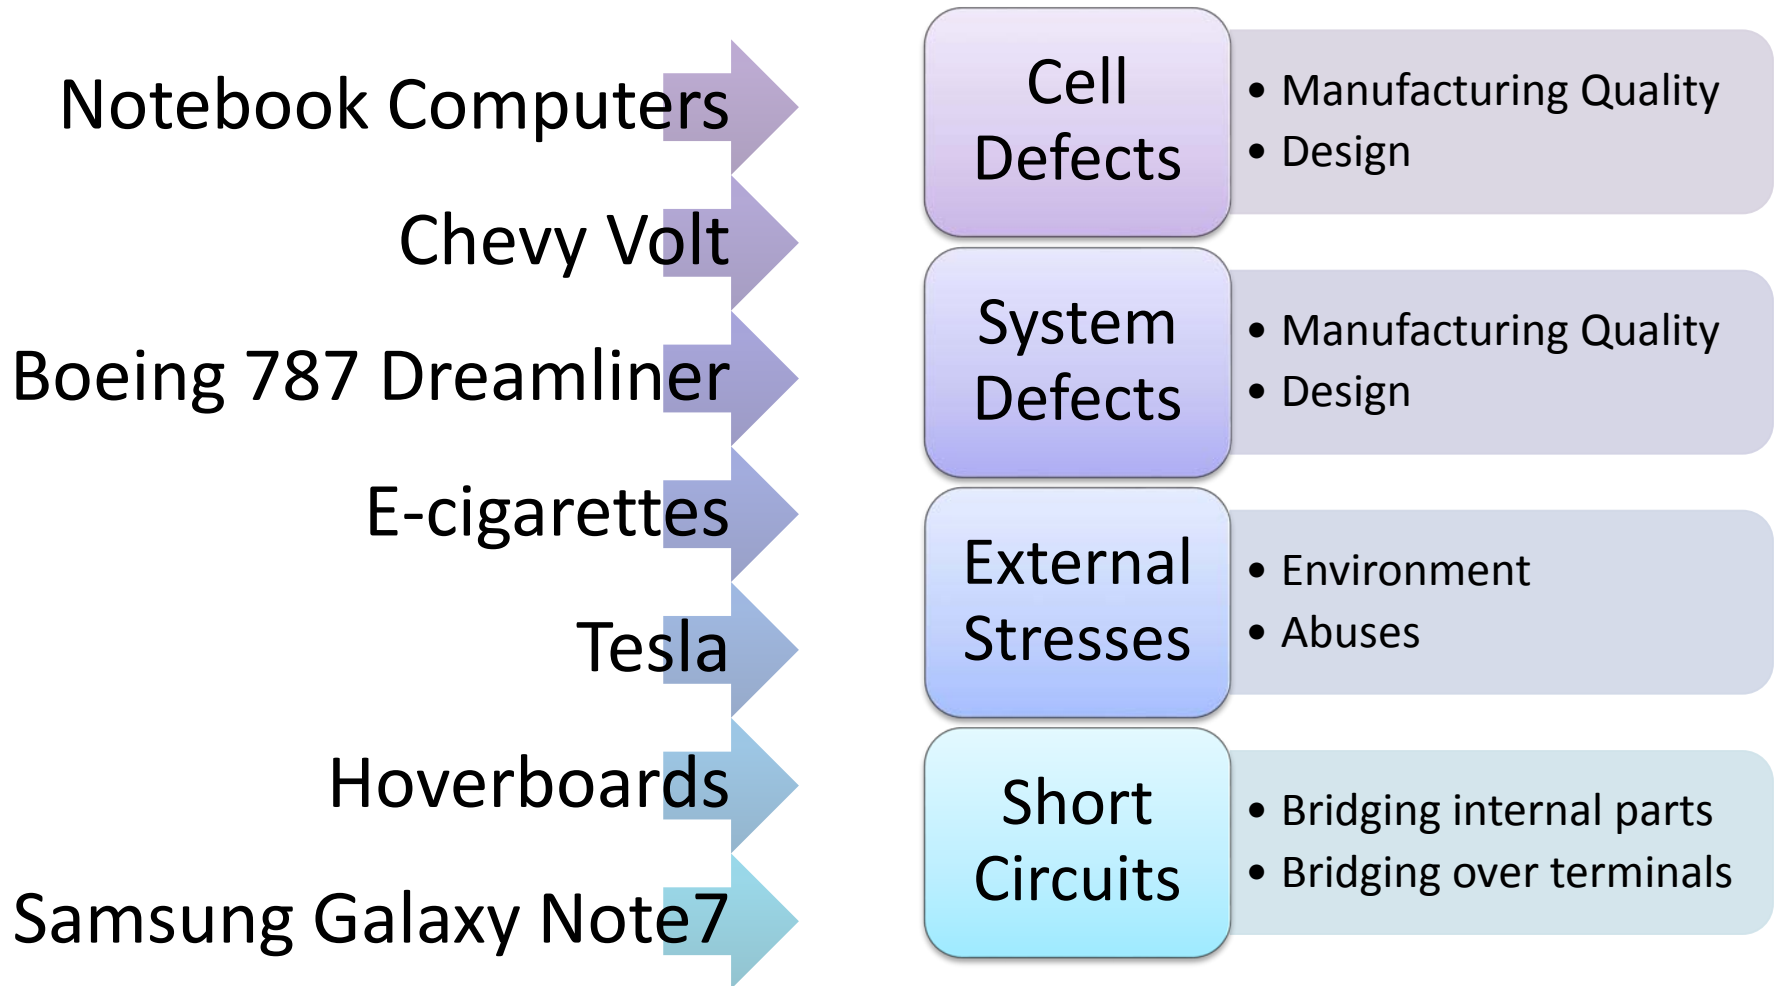 Notebook Computers
Chevy Volt
Boeing 787 Dreamliner
E-cigarettes
Tesla
Hoverboards
Samsung Galaxy Note7
Cell
Defects
• Manufacturing Quality
• Design
System
Defects
• Manufacturing Quality
• Design
External
Stresses
• Environment
• Abuses
Short
Circuits
• Bridging internal parts
• Bridging over terminals